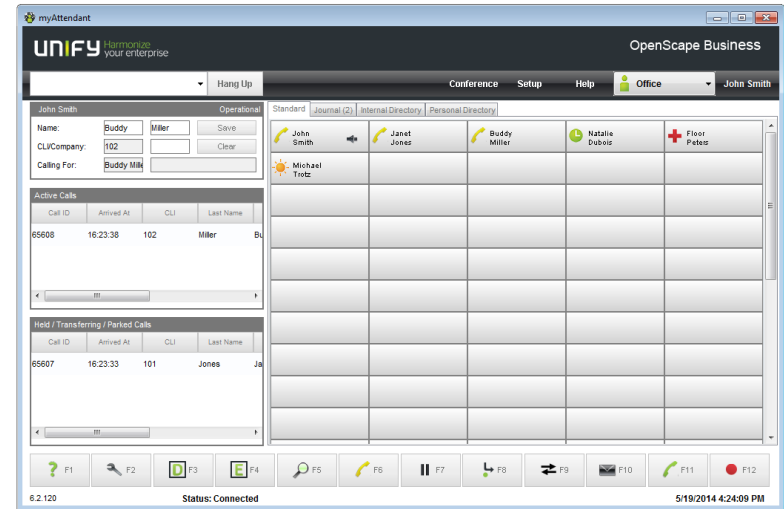 myAttendant
UNIFY Harmonize your enterprise
OpenScape Business
Hang Up
Conference Setup Help Office John Smith
John Smith Operational
Name: Buddy Miller Save
CLI/Company: 102 Clear
Calling For: Buddy Mille
Active Calls
Call ID Arrived At CLI Last Name
65608 16:23:38 102 Miller Bu
Held / Transferring / Parked Calls
Call ID Arrived At CLI Last Name
65607 16:23:33 101 Jones Ja
Standard Journal (2) Internal Directory Personal Directory
John Smith
Janet Jones
Buddy Miller
Natalie Dubois
Floor Peters
Michael Trotz
? F1 F2 D F3 E F4 F5 F6 F7 F8 F9 F10 F11 F12
6.2.120 Status: Connected 5/19/2014 4:24:09 PM